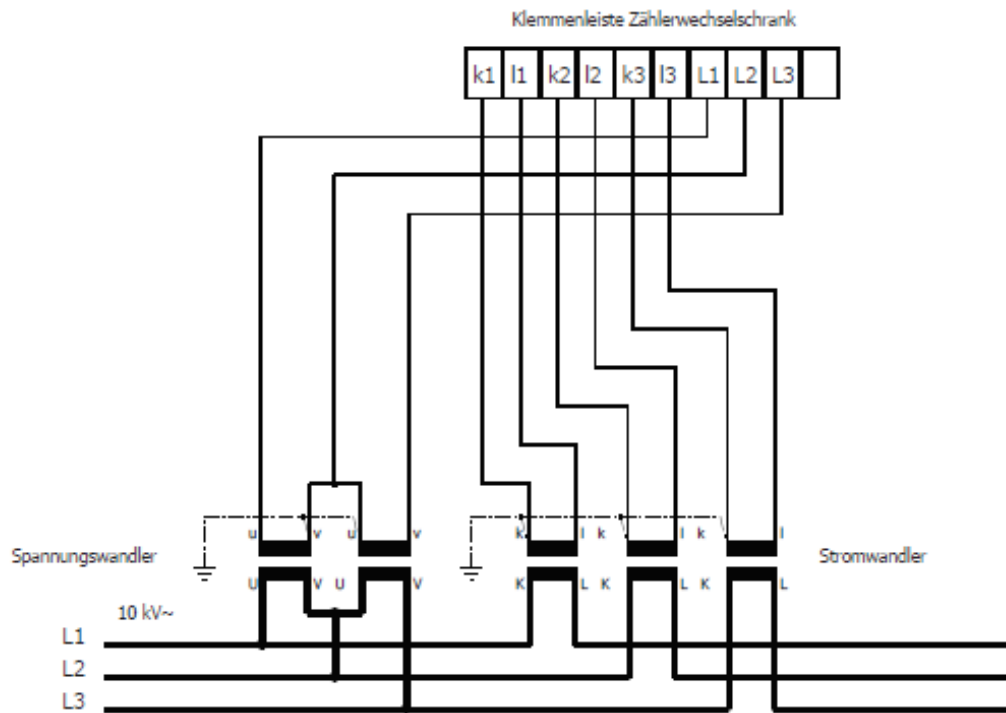 Klemmenleiste Zählerwechselschrank
k1 l1 k2 l2 k3 l3 L1 L2 L3
u v u v k l k l k l
Spannungswandler Stromwandler
U V U V K L K L K L
10 kV~
L1
L2
L3